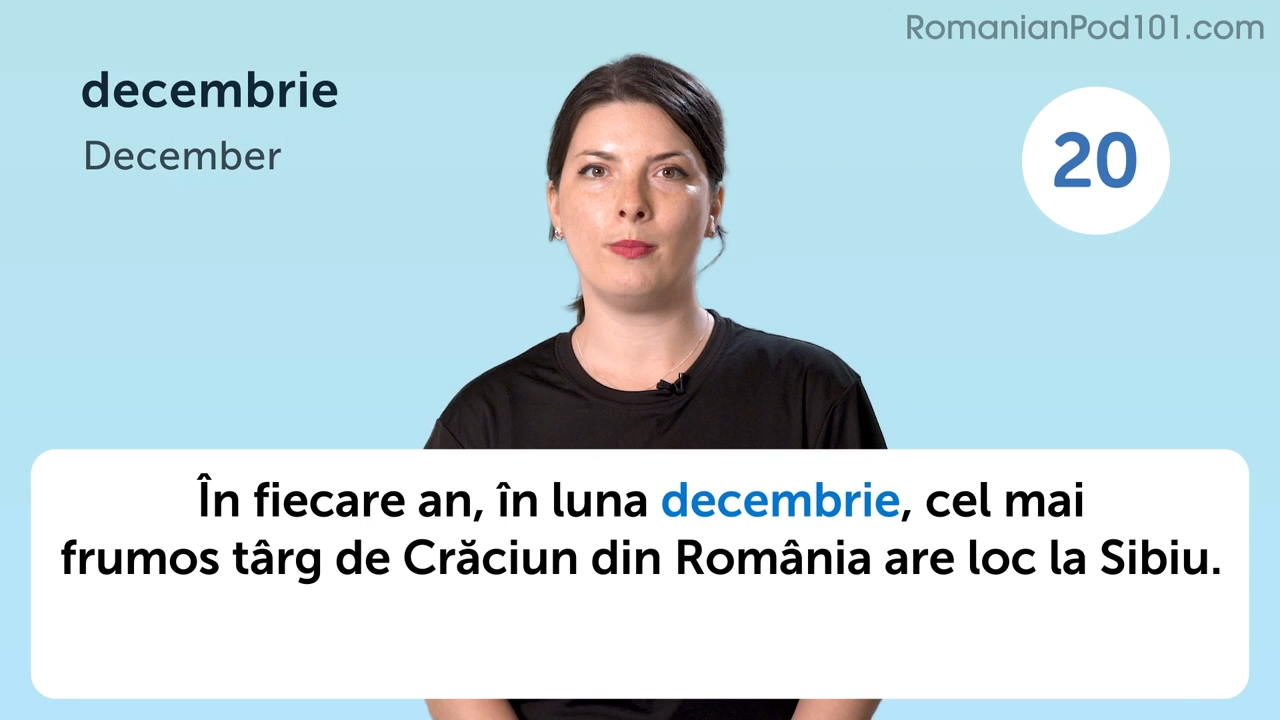 RomanianPod101.com
decembrie
December
20
În fiecare an, în luna decembrie, cel mai
frumos târg de Crăciun din România are loc la Sibiu.